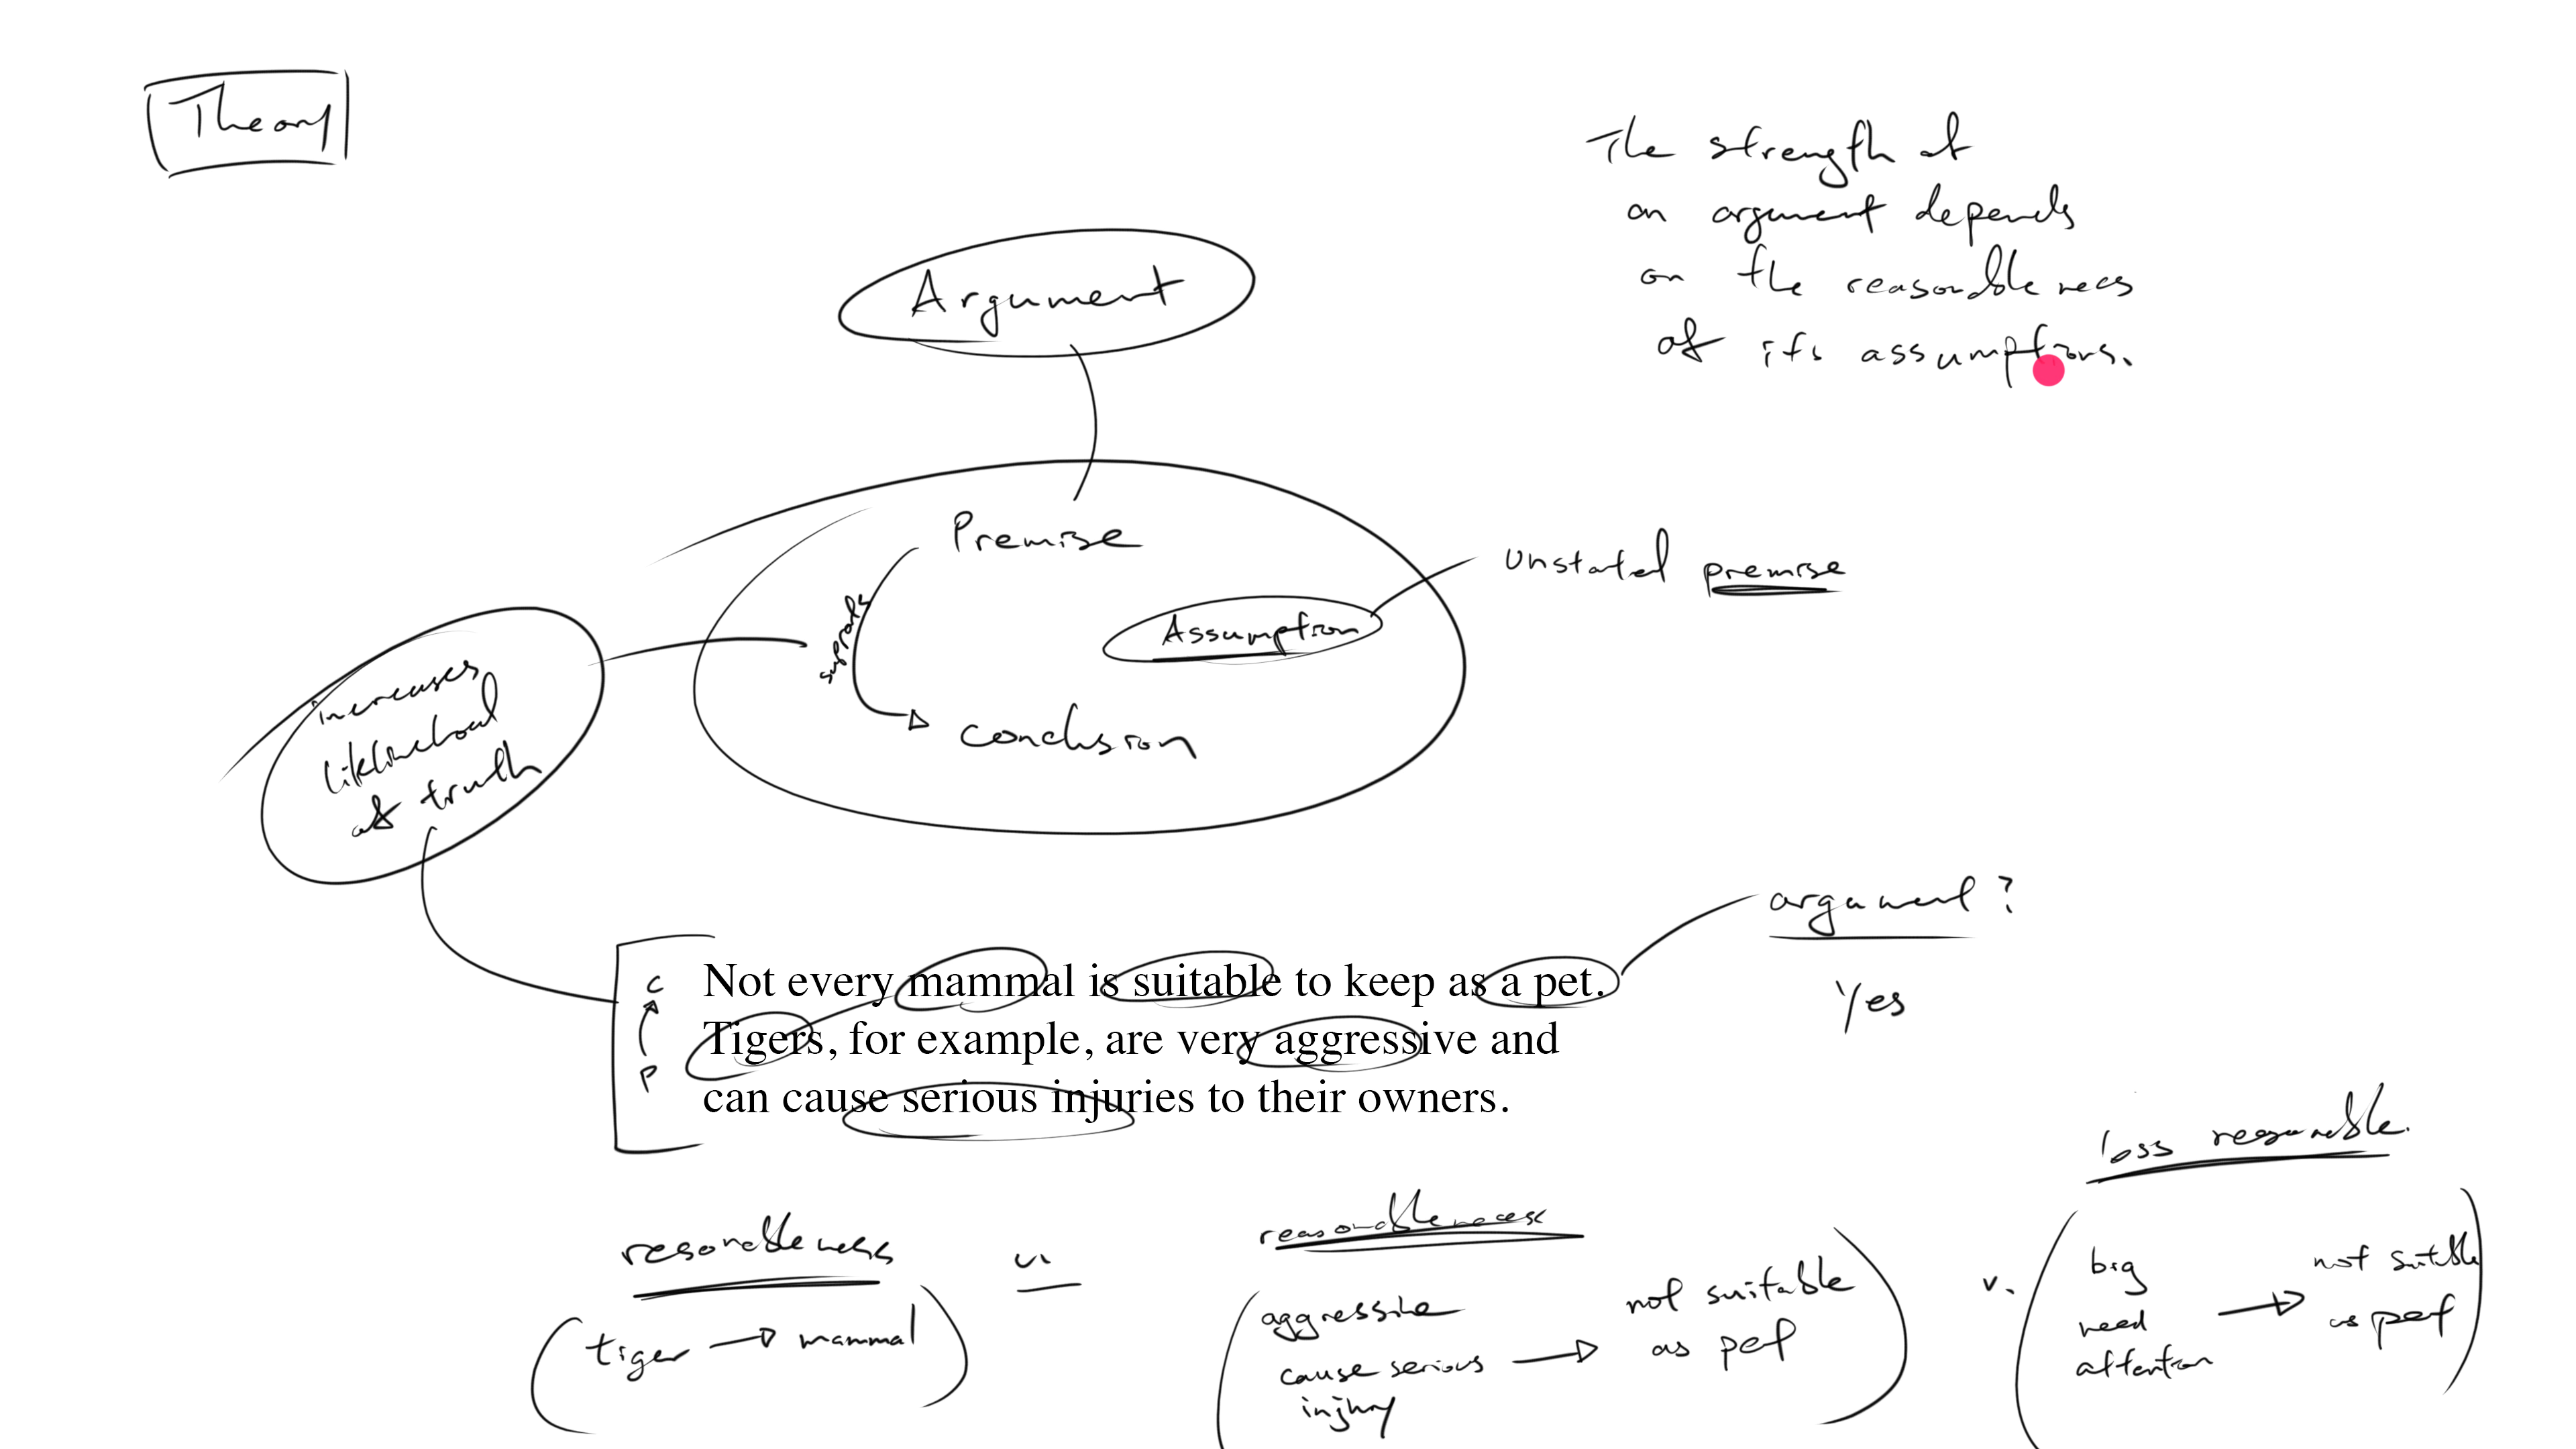 Theory
The strength of
an argument depends
on the reasonableness
of its assumptions.
Argument
Premise
supports
Assumption
unstated premise
Conclusion
increases
of truth
argument?
Yes
C
P
Not every mammal is suitable to keep as a pet.
Tigers, for example, are very aggressive and
can cause serious injuries to their owners.
resonableness
tiger → mammal
v.
reasonableness
aggressive
cause serious
injury
→
not suitable
as pet
v.
less reasonable.
big
need
attention
→
not suitble
as pet